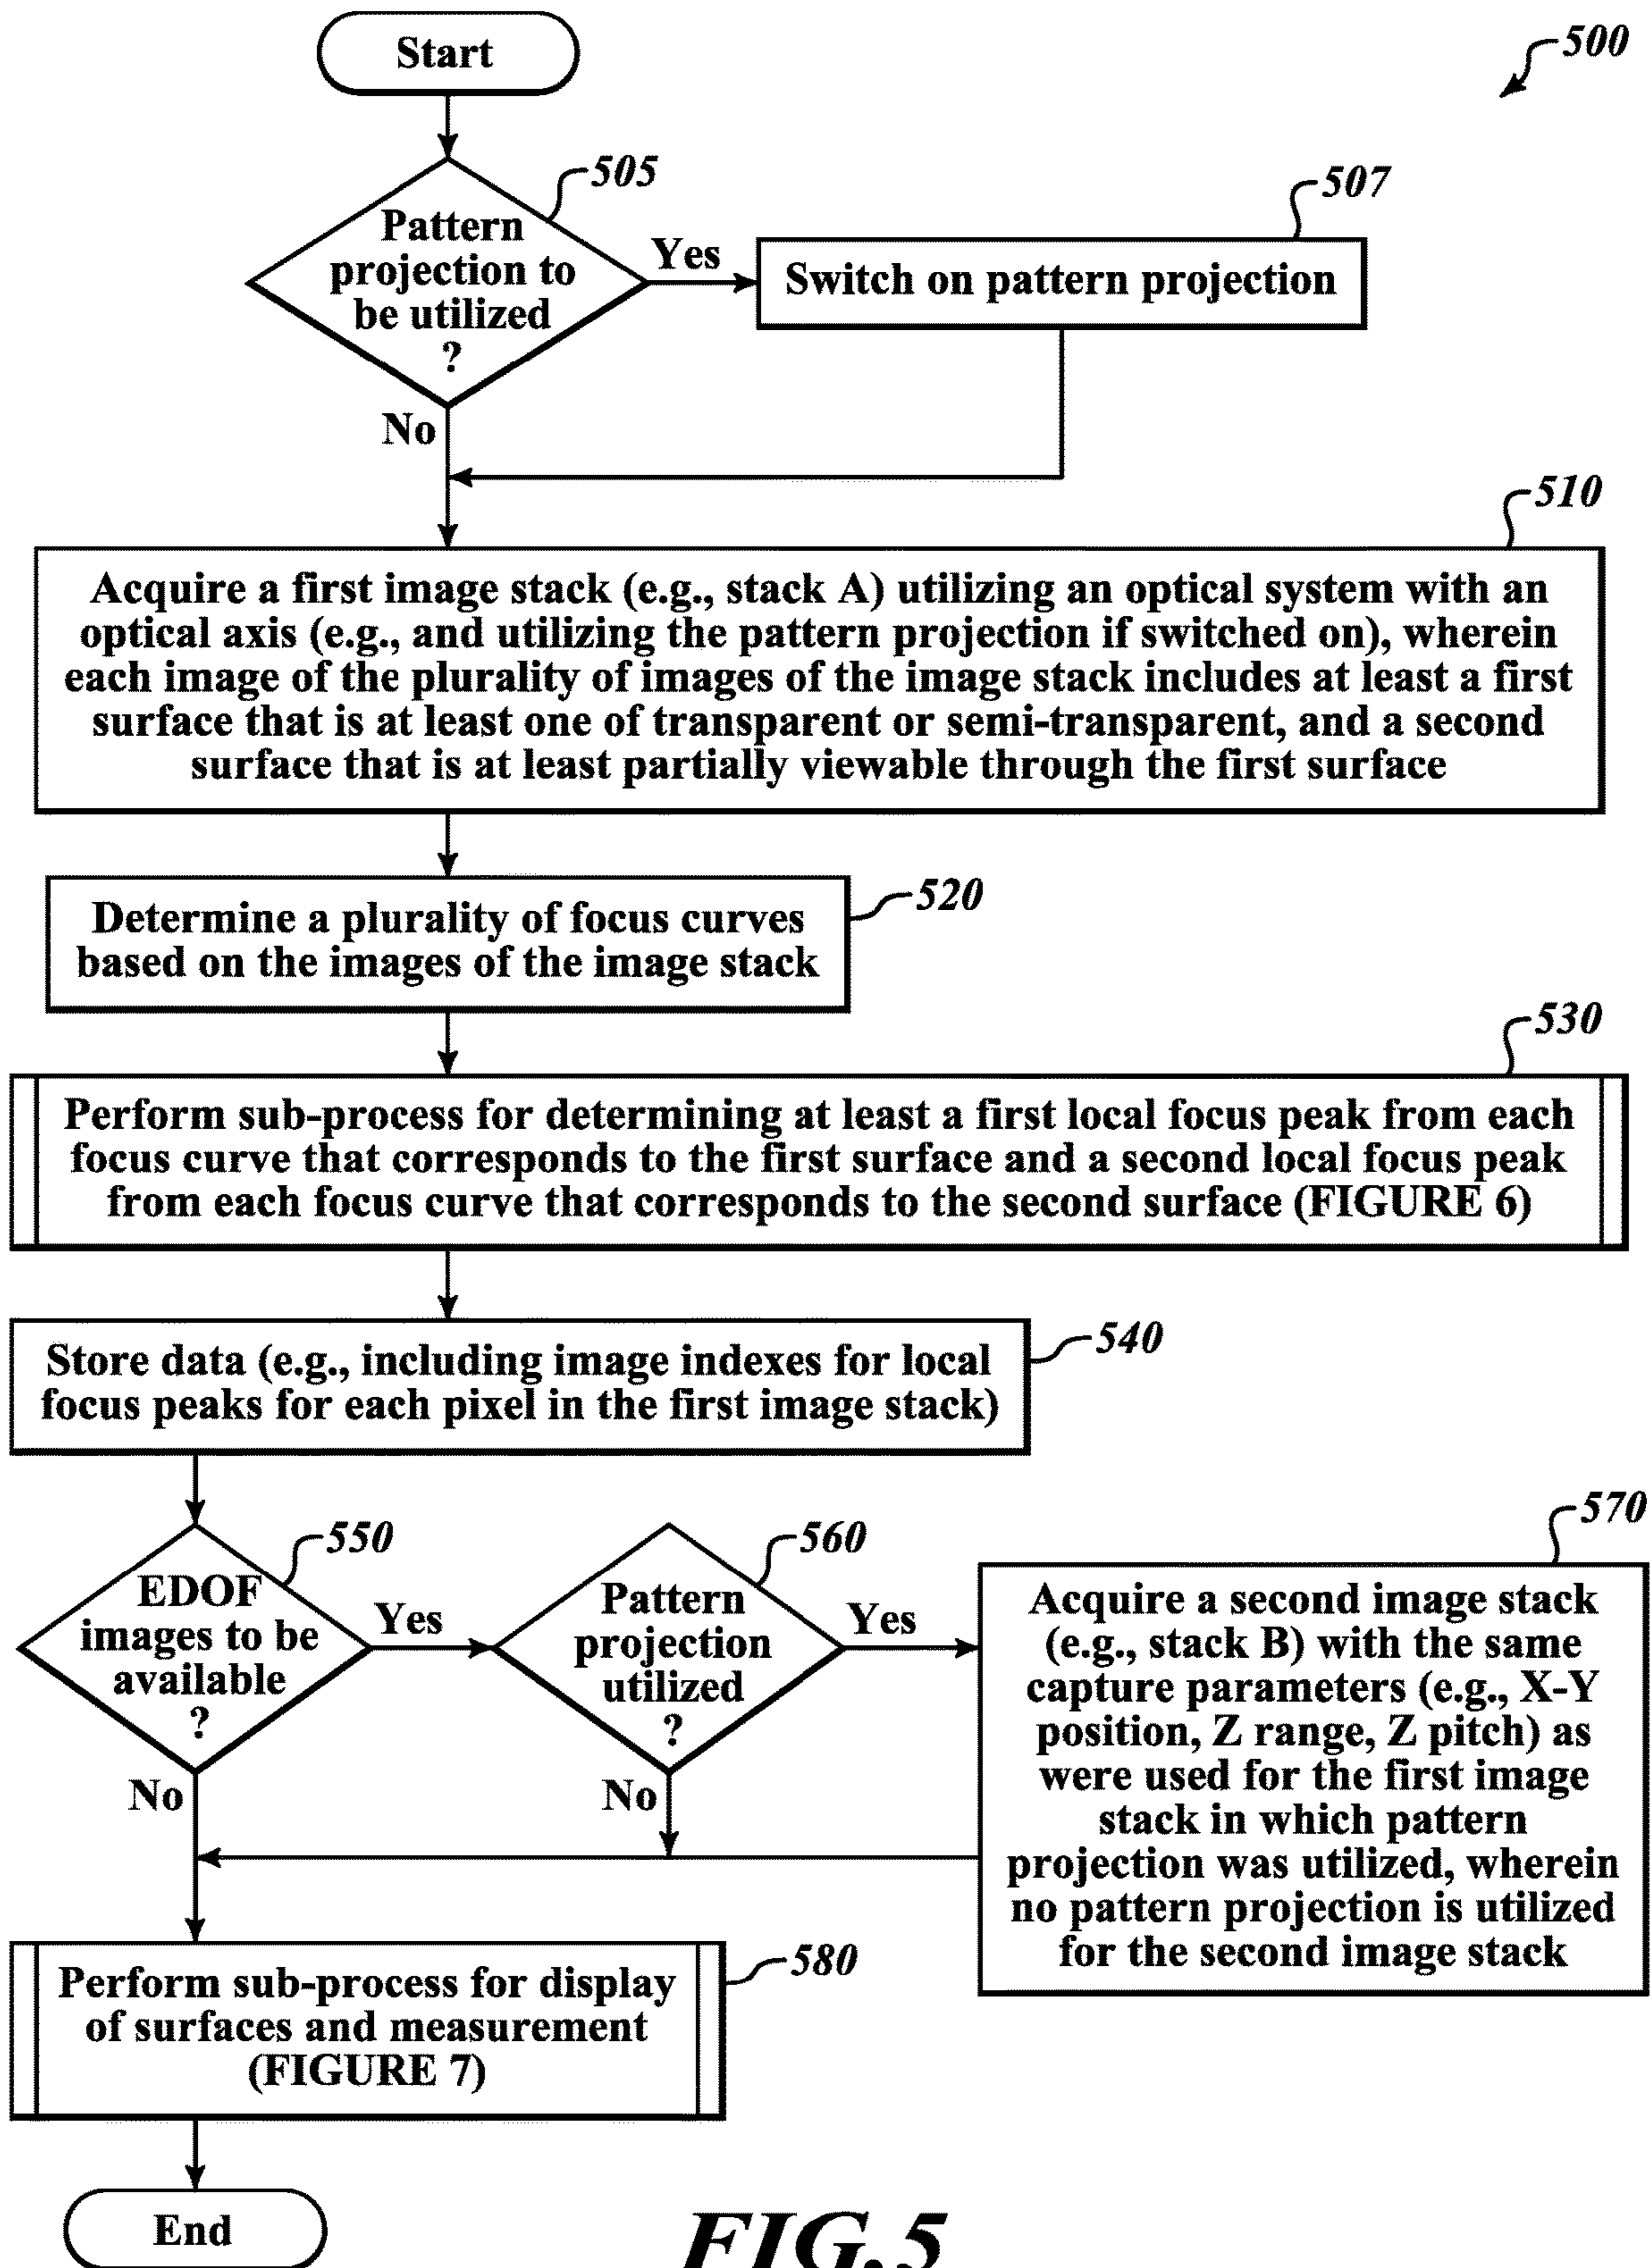 Start
500
505
Pattern
projection to
be utilized
?
Yes
507
Switch on pattern projection
No
510
Acquire a first image stack (e.g., stack A) utilizing an optical system with an
optical axis (e.g., and utilizing the pattern projection if switched on), wherein
each image of the plurality of images of the image stack includes at least a first
surface that is at least one of transparent or semi-transparent, and a second
surface that is at least partially viewable through the first surface
520
Determine a plurality of focus curves
based on the images of the image stack
530
Perform sub-process for determining at least a first local focus peak from each
focus curve that corresponds to the first surface and a second local focus peak
from each focus curve that corresponds to the second surface (FIGURE 6)
540
Store data (e.g., including image indexes for local
focus peaks for each pixel in the first image stack)
550
EDOF
images to be
available
?
Yes
No
560
Pattern
projection
utilized
?
Yes
No
570
Acquire a second image stack
(e.g., stack B) with the same
capture parameters (e.g., X-Y
position, Z range, Z pitch) as
were used for the first image
stack in which pattern
projection was utilized, wherein
no pattern projection is utilized
for the second image stack
580
Perform sub-process for display
of surfaces and measurement
(FIGURE 7)
End
FIG.5